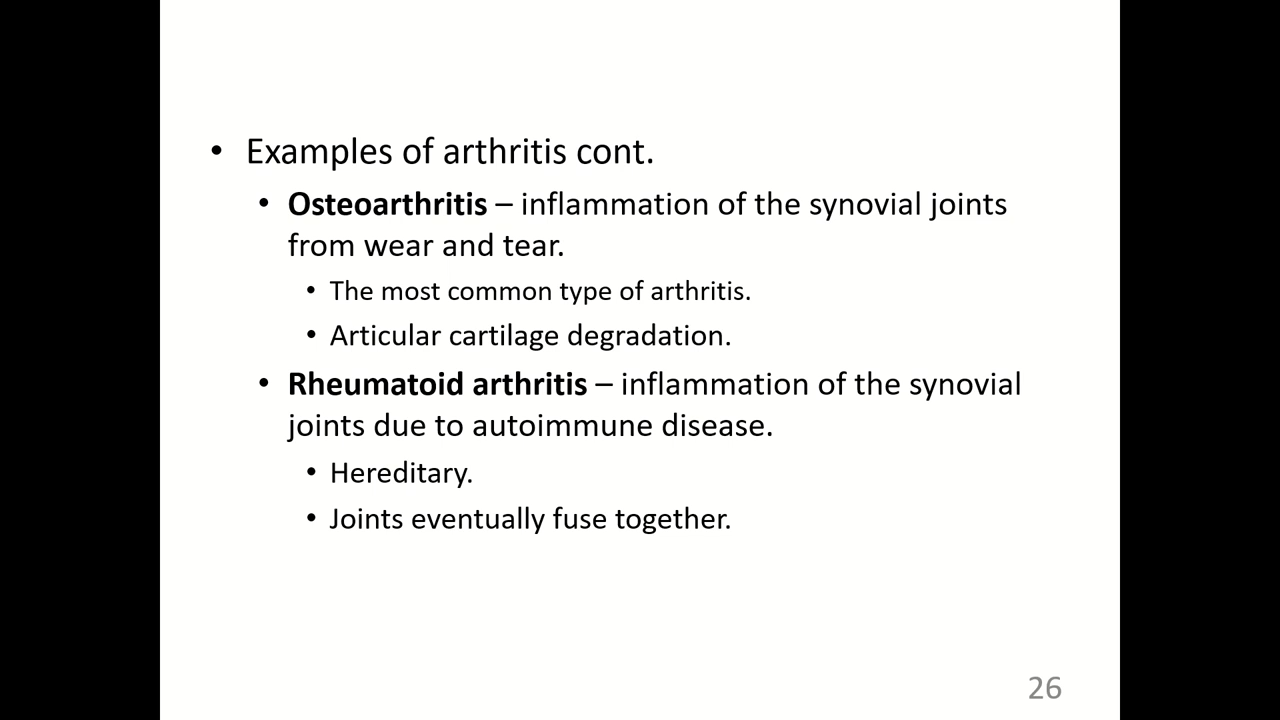 • Examples of arthritis cont.
• Osteoarthritis – inflammation of the synovial joints
from wear and tear.
• The most common type of arthritis.
• Articular cartilage degradation.
• Rheumatoid arthritis – inflammation of the synovial
joints due to autoimmune disease.
• Hereditary.
• Joints eventually fuse together.
26